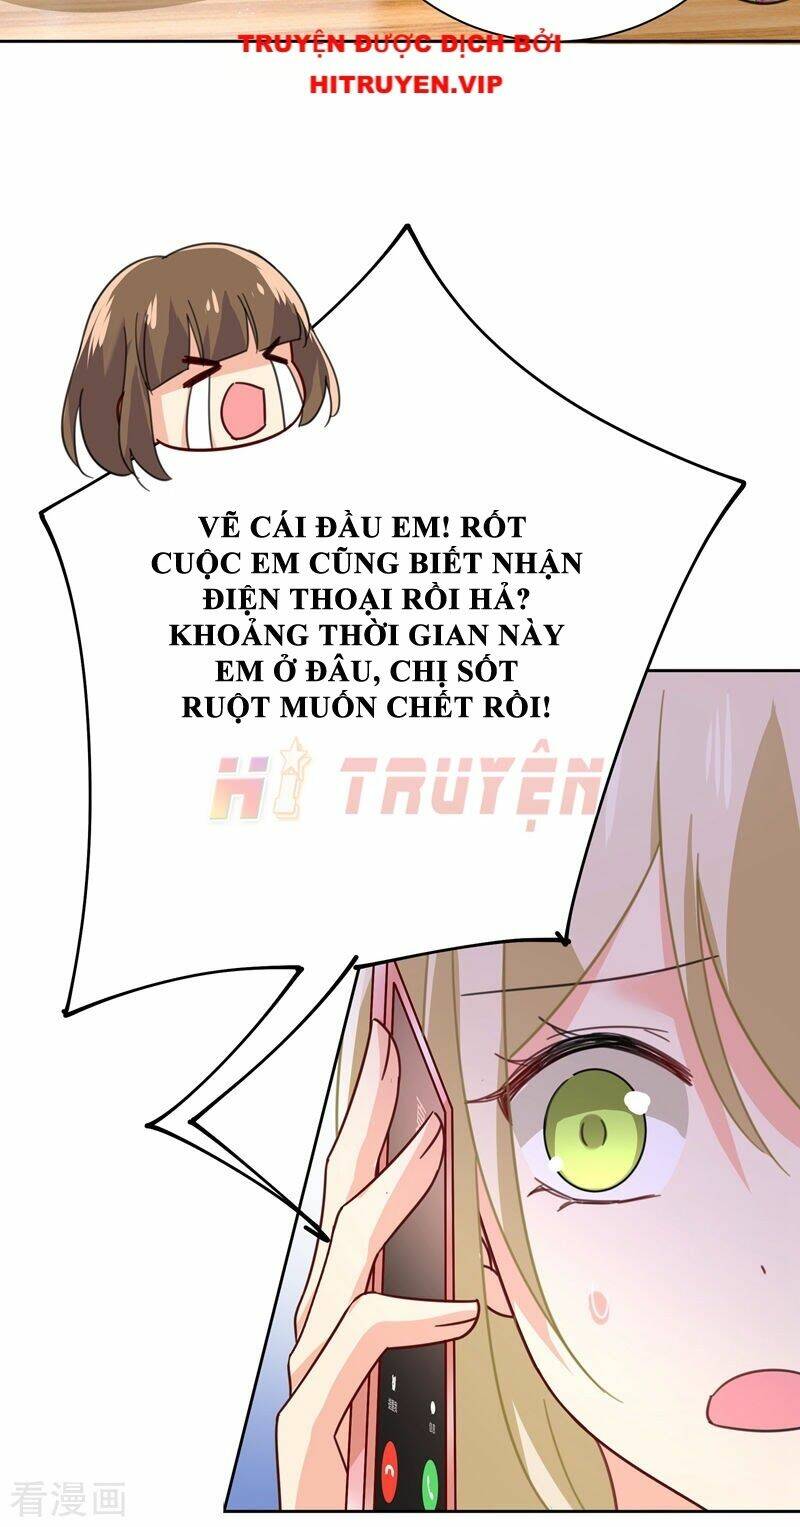 TRUYỆN ĐƯỢC DỊCH BỞI
HITRUYEN.VIP
VẼ CÁI ĐẦU EM! RỐT
CUỘC EM CŨNG BIẾT NHẬN
ĐIỆN THOẠI RỒI HẢ?
KHOẢNG THỜI GIAN NÀY
EM Ở ĐÂU, CHỊ SỐT
RUỘT MUỐN CHẾT RỒI!
HI TRUYỆN
看漫画